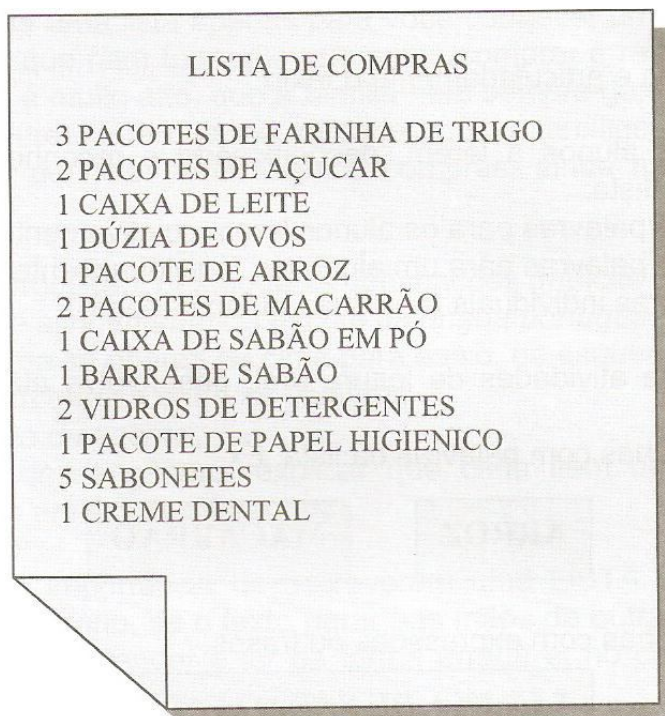 LISTA DE COMPRAS
3 PACOTES DE FARINHA DE TRIGO
2 PACOTES DE AÇUCAR
1 CAIXA DE LEITE
1 DÚZIA DE OVOS
1 PACOTE DE ARROZ
2 PACOTES DE MACARRÃO
1 CAIXA DE SABÃO EM PÓ
1 BARRA DE SABÃO
2 VIDROS DE DETERGENTES
1 PACOTE DE PAPEL HIGIENICO
5 SABONETES
1 CREME DENTAL